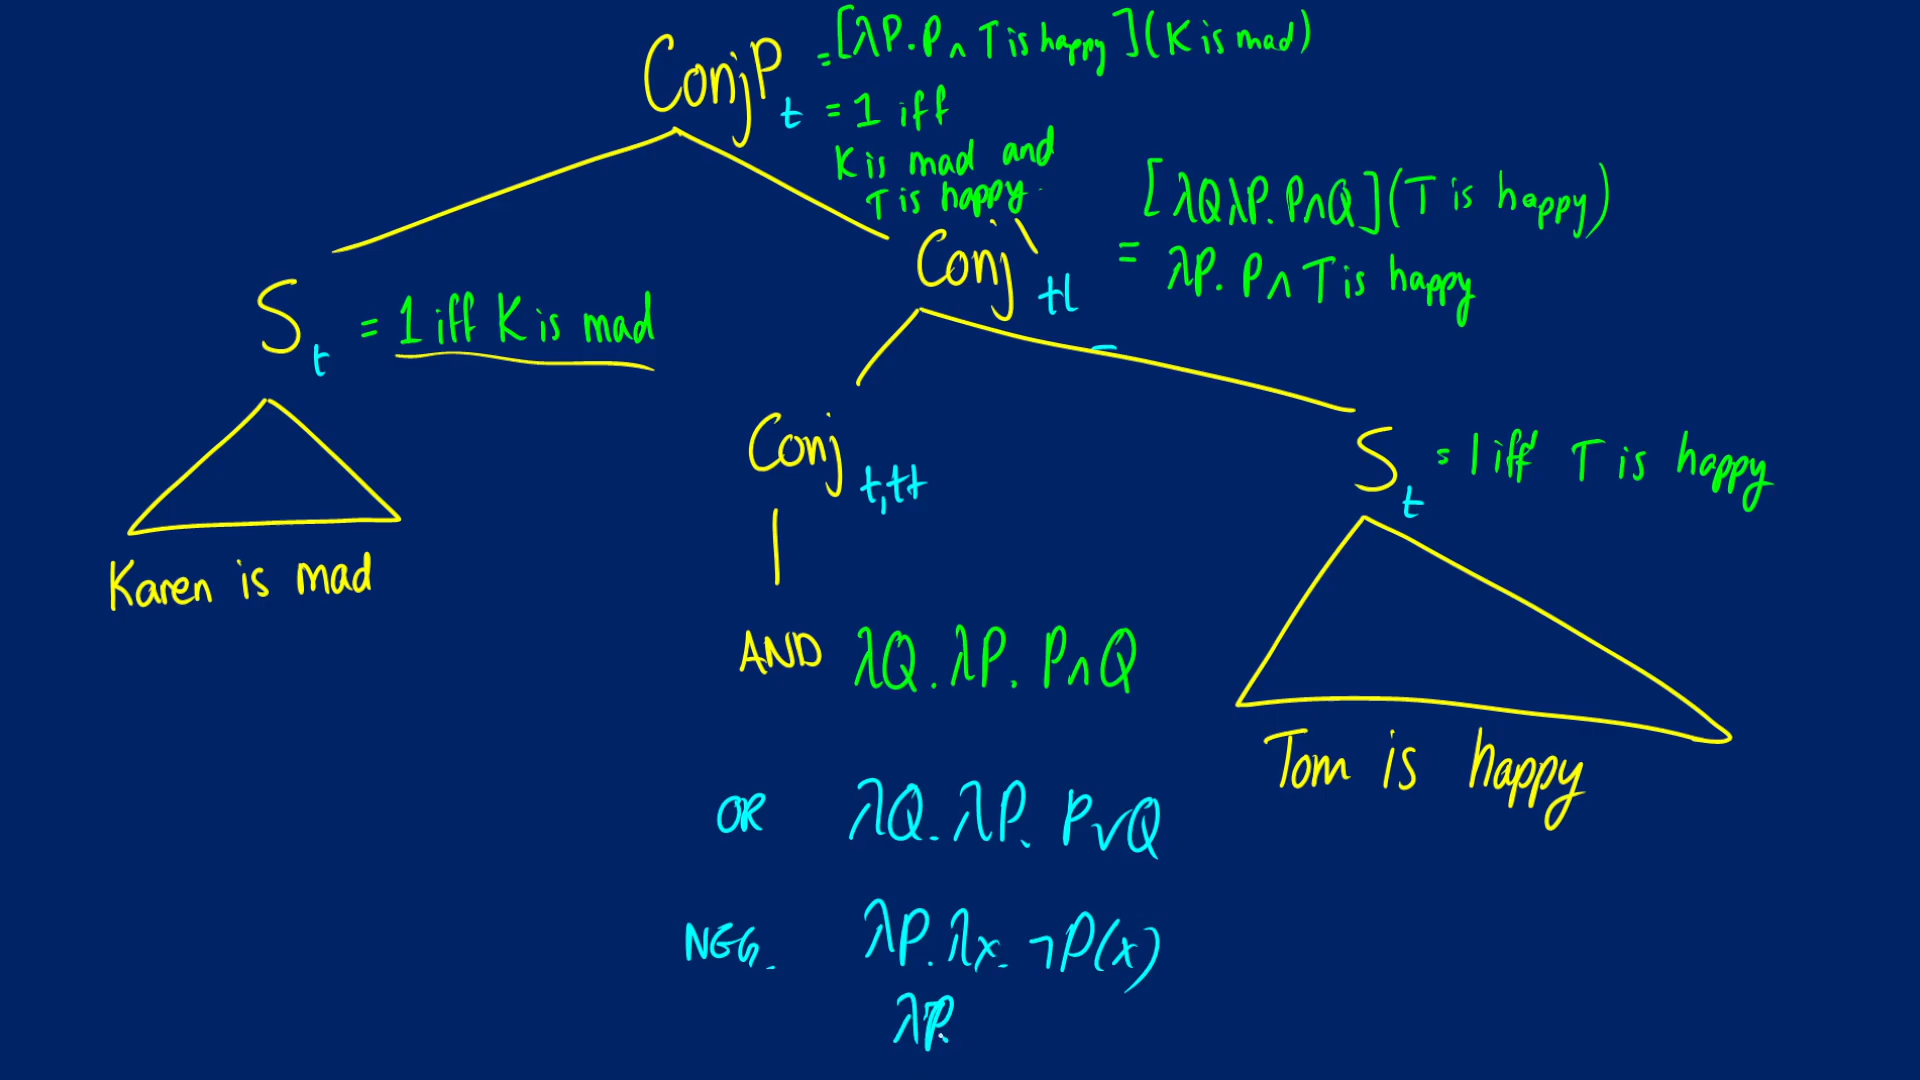 ConjP t
= [λP. P ∧ T is happy](K is mad)
= 1 iff
K is mad and
T is happy.
Conj \ tt
[λQλP. P∧Q](T is happy)
= λP. P ∧ T is happy
S t = 1 iff K is mad
Conj t,tt
S t = 1 iff T is happy
Karen is mad
AND λQ. λP. P∧Q
Tom is happy
OR λQ. λP. P∨Q
NEG. λP. λx. ¬P(x)
λP.